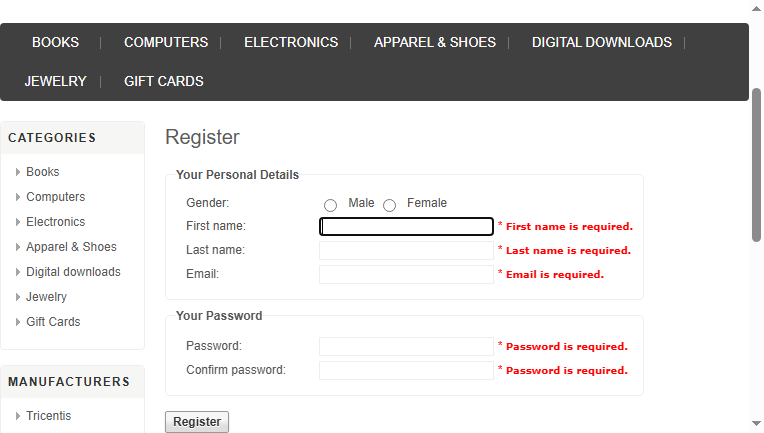 BOOKS | COMPUTERS | ELECTRONICS | APPAREL & SHOES | DIGITAL DOWNLOADS |
JEWELRY | GIFT CARDS
CATEGORIES
Books
Computers
Electronics
Apparel & Shoes
Digital downloads
Jewelry
Gift Cards
MANUFACTURERS
Tricentis
Register
Your Personal Details
Gender: Male Female
First name: * First name is required.
Last name: * Last name is required.
Email: * Email is required.
Your Password
Password: * Password is required.
Confirm password: * Password is required.
Register